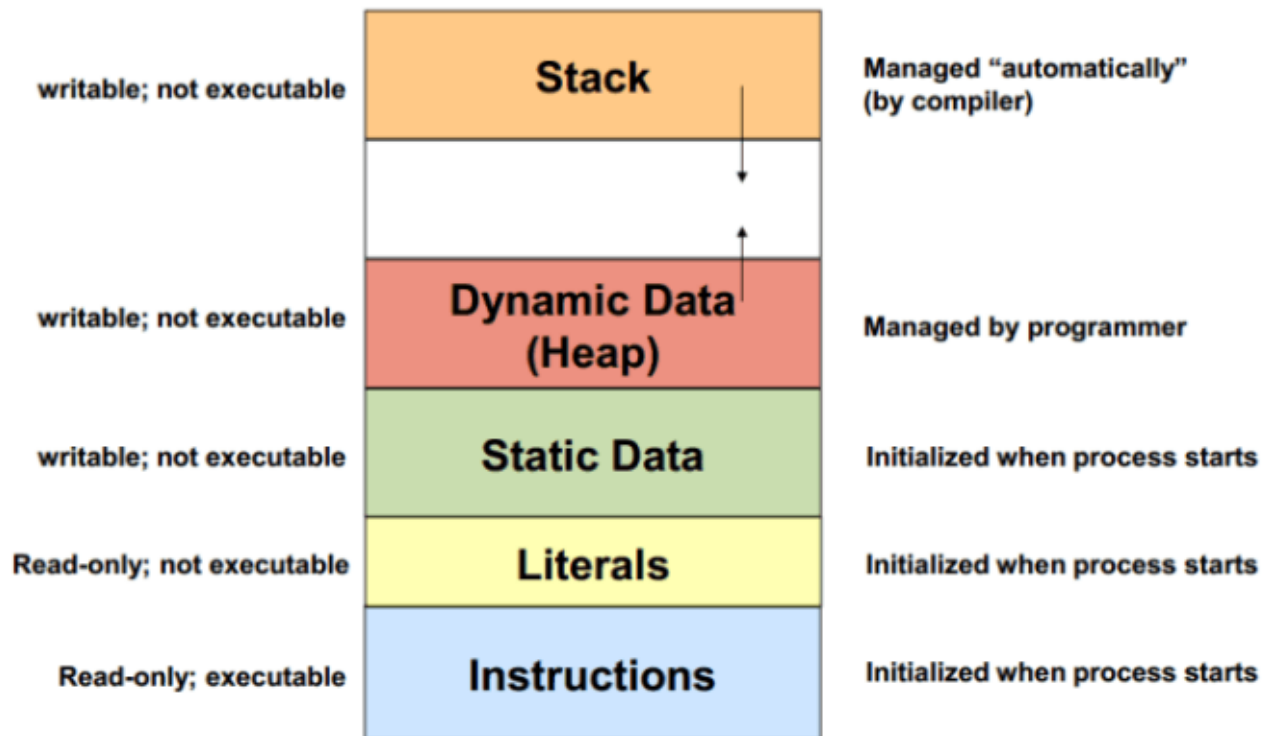 writable; not executable
Stack
Managed “automatically”
(by compiler)
writable; not executable
Dynamic Data
(Heap)
Managed by programmer
writable; not executable
Static Data
Initialized when process starts
Read-only; not executable
Literals
Initialized when process starts
Read-only; executable
Instructions
Initialized when process starts